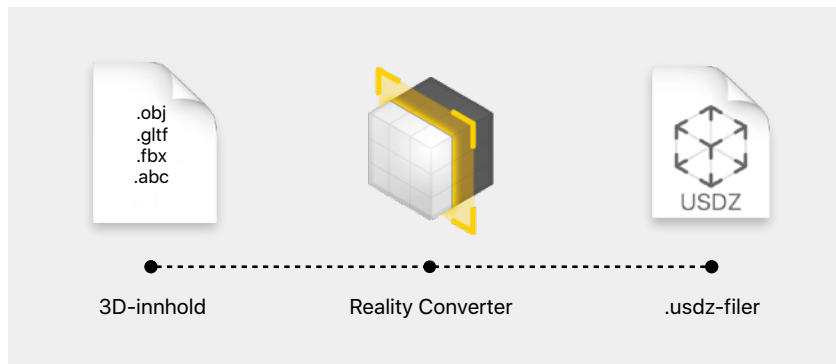 .obj
.gltf
.fbx
.abc
USDZ
3D-innhold
Reality Converter
.usdz-filer